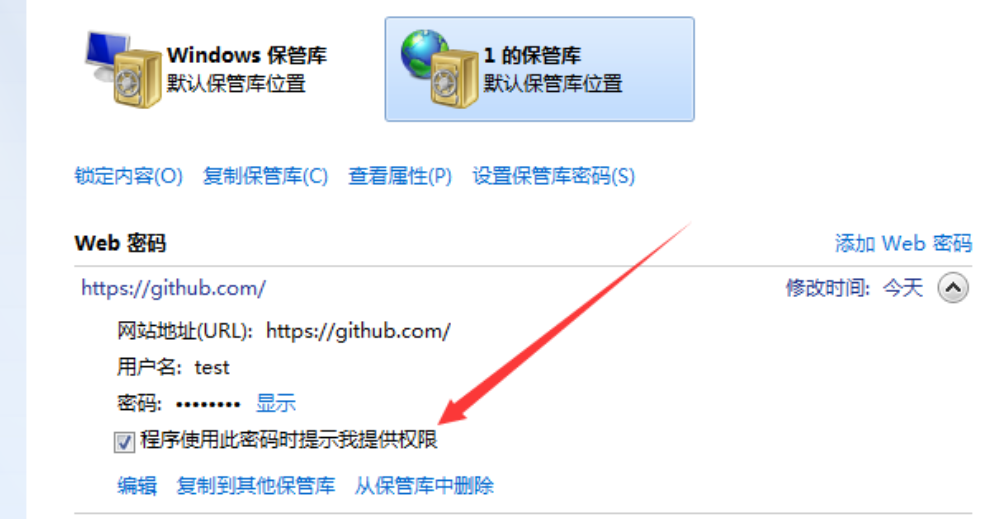 Windows 保管库
默认保管库位置
1 的保管库
默认保管库位置
锁定内容(O) 复制保管库(C) 查看属性(P) 设置保管库密码(S)
Web 密码 添加 Web 密码
https://github.com/ 修改时间: 今天
网站地址(URL): https://github.com/
用户名: test
密码: •••••••• 显示
程序使用此密码时提示我提供权限
编辑 复制到其他保管库 从保管库中删除